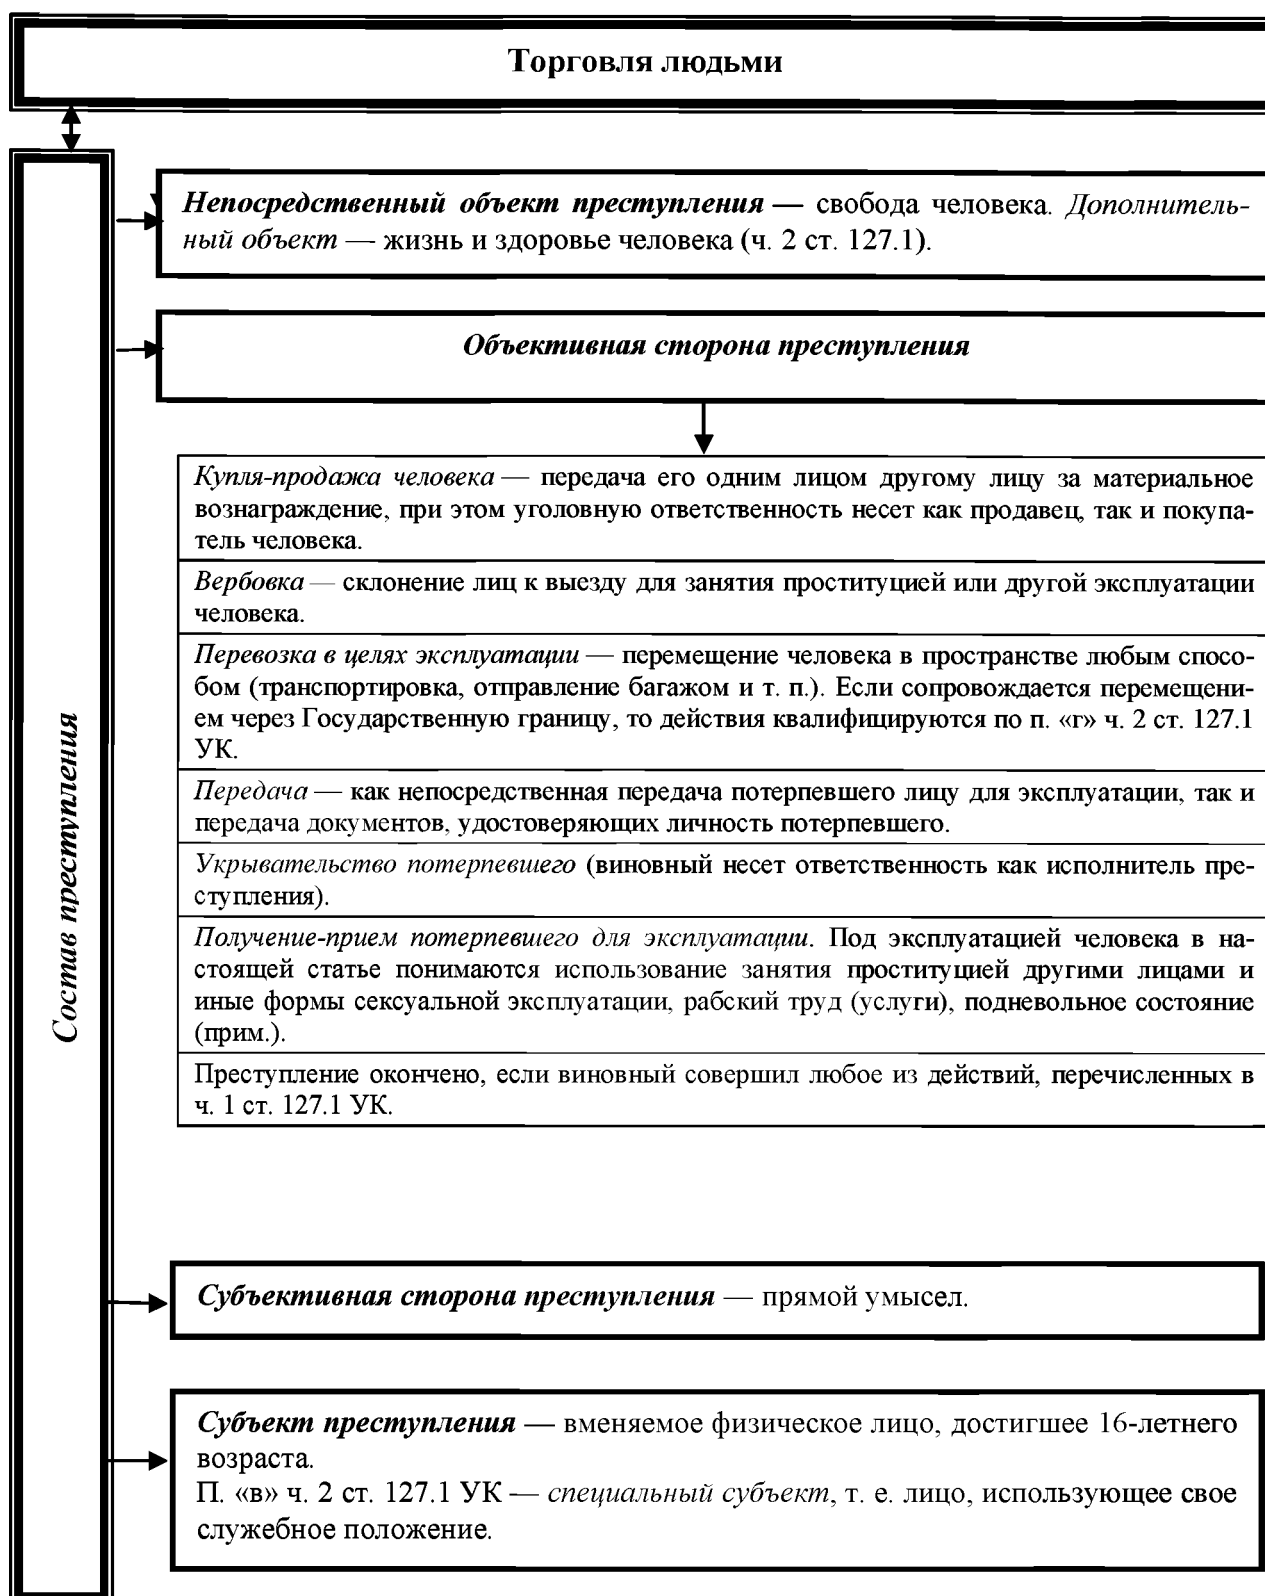 Торговля людьми
Состав преступления
Непосредственный объект преступления — свобода человека. Дополнитель-
ный объект — жизнь и здоровье человека (ч. 2 ст. 127.1).
Объективная сторона преступления
Купля-продажа человека — передача его одним лицом другому лицу за материальное
вознаграждение, при этом уголовную ответственность несет как продавец, так и покупа-
тель человека.
Вербовка — склонение лиц к выезду для занятия проституцией или другой эксплуатации
человека.
Перевозка в целях эксплуатации — перемещение человека в пространстве любым спосо-
бом (транспортировка, отправление багажом и т. п.). Если сопровождается перемещени-
ем через Государственную границу, то действия квалифицируются по п. «г» ч. 2 ст. 127.1
УК.
Передача — как непосредственная передача потерпевшего лицу для эксплуатации, так и
передача документов, удостоверяющих личность потерпевшего.
Укрывательство потерпевшего (виновный несет ответственность как исполнитель пре-
ступления).
Получение-прием потерпевшего для эксплуатации. Под эксплуатацией человека в на-
стоящей статье понимаются использование занятия проституцией другими лицами и
иные формы сексуальной эксплуатации, рабский труд (услуги), подневольное состояние
(прим.).
Преступление окончено, если виновный совершил любое из действий, перечисленных в
ч. 1 ст. 127.1 УК.
Субъективная сторона преступления — прямой умысел.
Субъект преступления — вменяемое физическое лицо, достигшее 16-летнего
возраста.
П. «в» ч. 2 ст. 127.1 УК — специальный субъект, т. е. лицо, использующее свое
служебное положение.